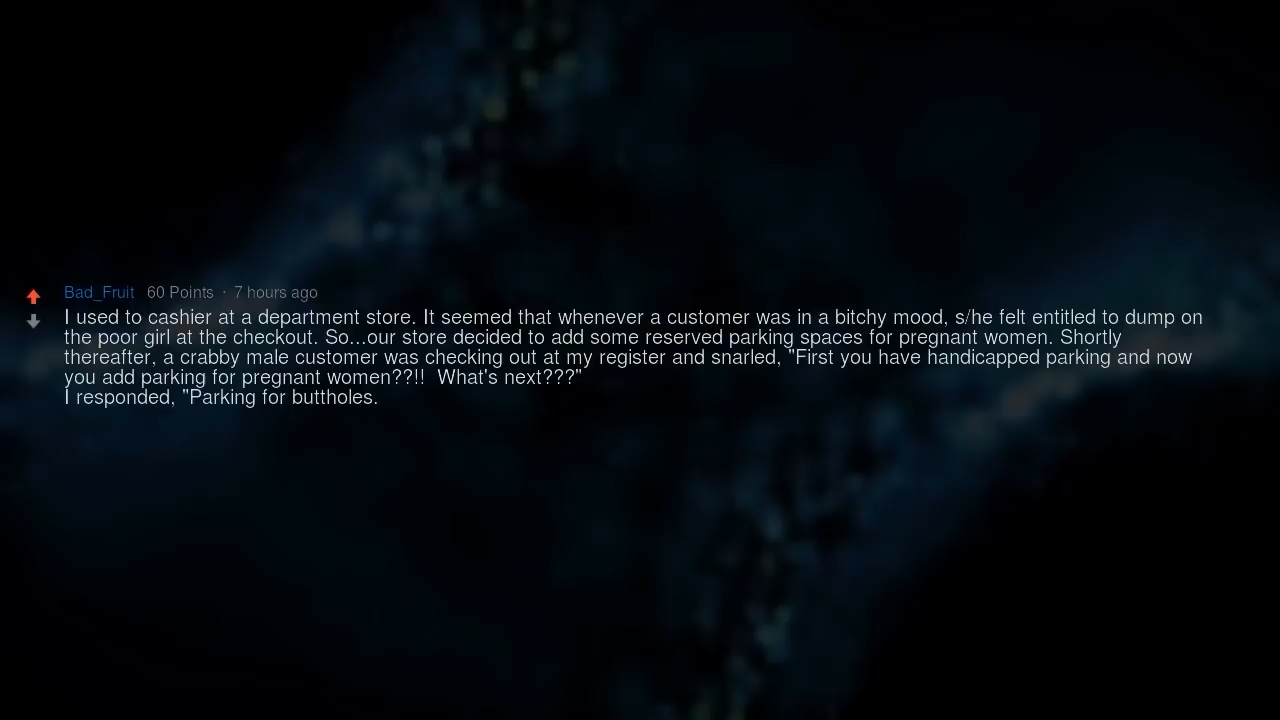 Bad_Fruit 60 Points · 7 hours ago
I used to cashier at a department store. It seemed that whenever a customer was in a bitchy mood, s/he felt entitled to dump on
the poor girl at the checkout. So...our store decided to add some reserved parking spaces for pregnant women. Shortly
thereafter, a crabby male customer was checking out at my register and snarled, "First you have handicapped parking and now
you add parking for pregnant women??!!  What's next???"
I responded, "Parking for buttholes.